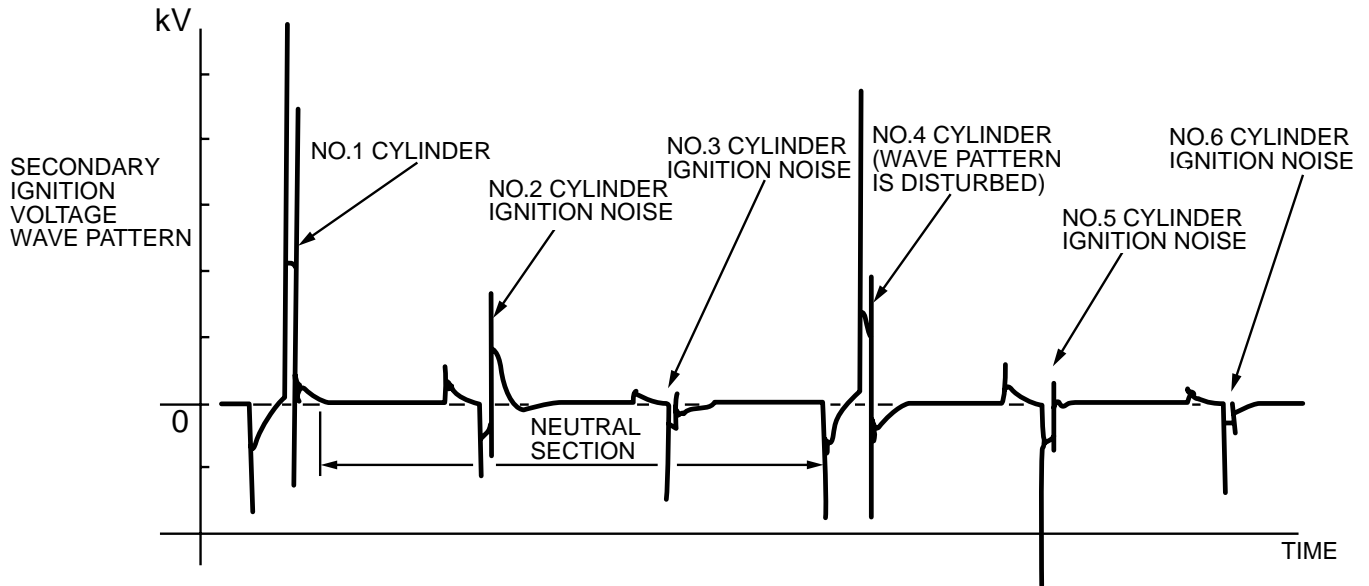 kV
SECONDARY
IGNITION
VOLTAGE
WAVE PATTERN
0
NO.1 CYLINDER
NO.2 CYLINDER
IGNITION NOISE
NO.3 CYLINDER
IGNITION NOISE
NEUTRAL
SECTION
NO.4 CYLINDER
(WAVE PATTERN
IS DISTURBED)
NO.5 CYLINDER
IGNITION NOISE
NO.6 CYLINDER
IGNITION NOISE
TIME